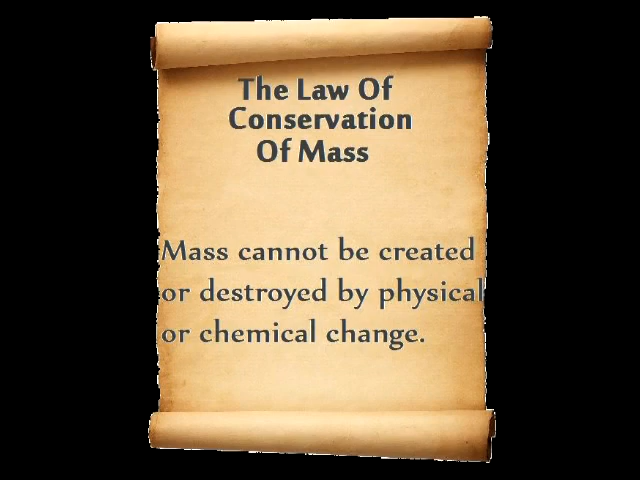 The Law Of
Conservation
Of Mass
Mass cannot be created
or destroyed by physical
or chemical change.